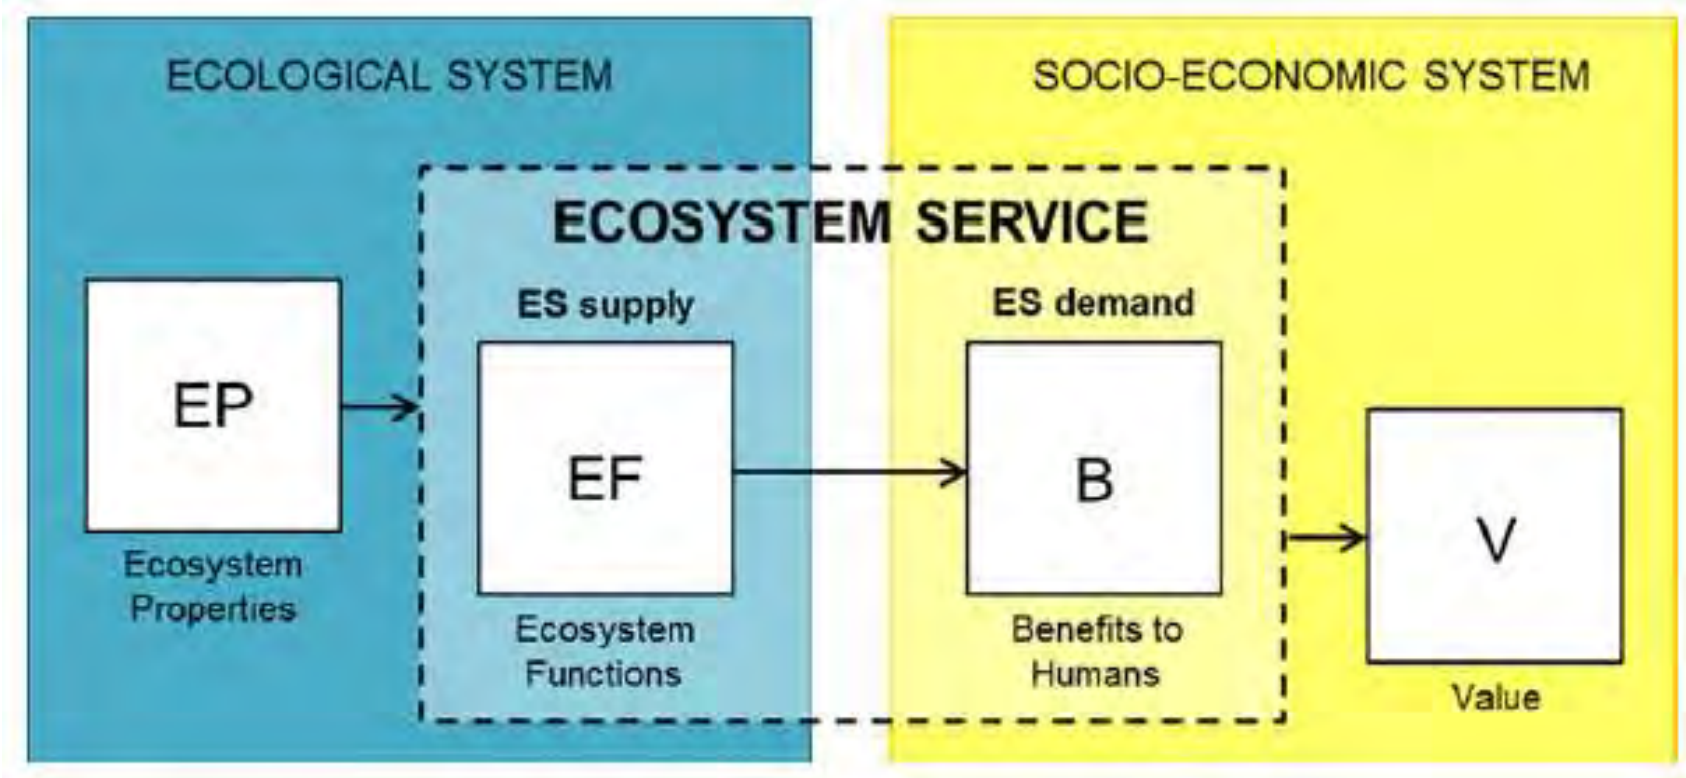 ECOLOGICAL SYSTEM
SOCIO-ECONOMIC SYSTEM
ECOSYSTEM SERVICE
ES supply
ES demand
EP
EF
B
V
Ecosystem
Properties
Ecosystem
Functions
Benefits to
Humans
Value